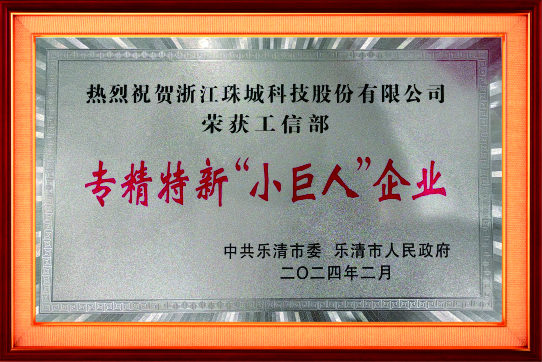 热烈祝贺浙江珠城科技股份有限公司
荣获工信部
专精特新“小巨人”企业
中共乐清市委 乐清市人民政府
二〇二四年二月